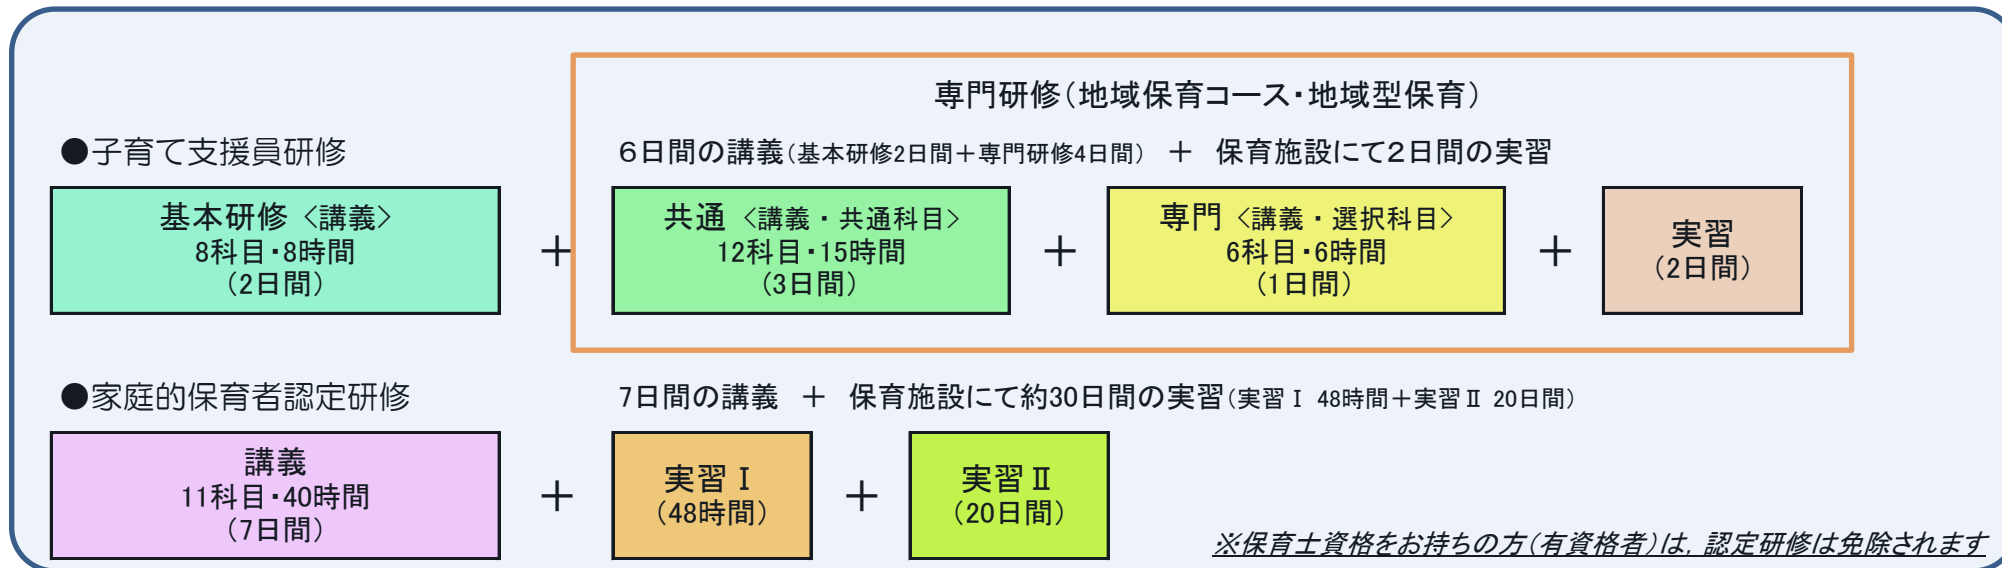 専門研修（地域保育コース・地域型保育）
●子育て支援員研修
6日間の講義（基本研修2日間＋専門研修4日間） ＋ 保育施設にて2日間の実習
基本研修 <講義>
8科目・8時間
（2日間）
＋
共通 <講義・共通科目>
12科目・15時間
（3日間）
＋
専門 <講義・選択科目>
6科目・6時間
（1日間）
＋
実習
（2日間）
●家庭的保育者認定研修
7日間の講義 ＋ 保育施設にて約30日間の実習（実習Ⅰ 48時間＋実習Ⅱ 20日間）
講義
11科目・40時間
（7日間）
＋
実習Ⅰ
（48時間）
＋
実習Ⅱ
（20日間）
※保育士資格をお持ちの方（有資格者）は，認定研修は免除されます